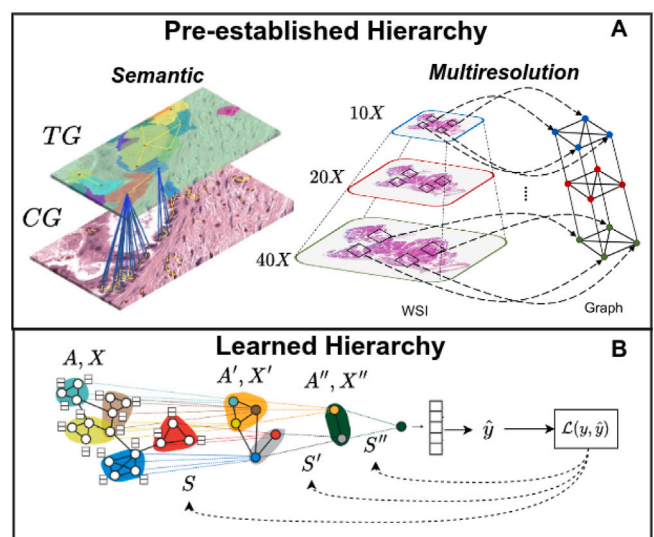 Pre-established Hierarchy
A
Semantic
Multiresolution
TG
CG
10X
20X
40X
WSI
Graph
Learned Hierarchy
B
A, X
A′, X′
A″, X″
S
S′
S″
ŷ
ℒ(y, ŷ)